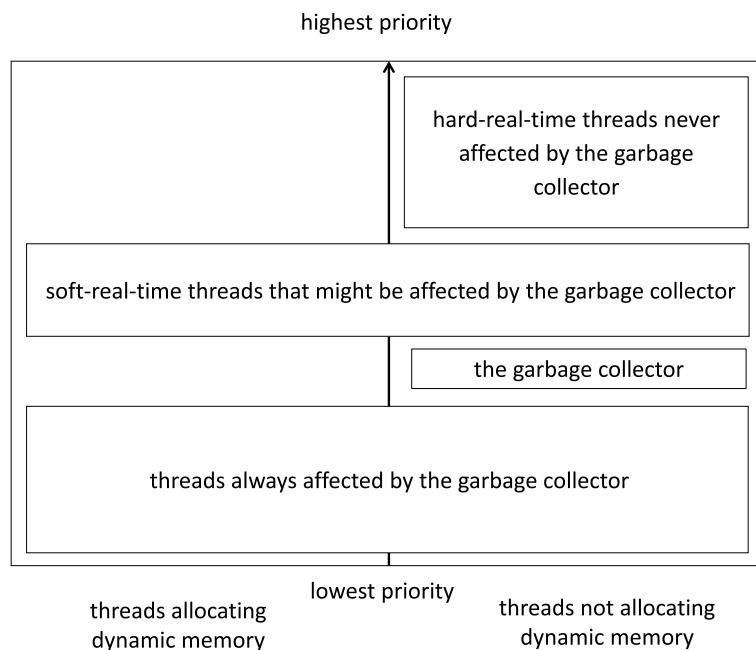 highest priority
hard-real-time threads never
affected by the garbage
collector
soft-real-time threads that might be affected by the garbage collector
the garbage collector
threads always affected by the garbage collector
lowest priority
threads allocating
dynamic memory
threads not allocating
dynamic memory